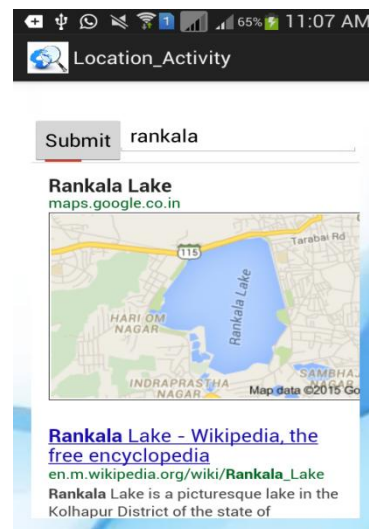 65% 11:07 AM
Location_Activity
Submit rankala
Rankala Lake
maps.google.co.in
115
Tarabai Rd
Rankala Lake
HARI OM
NAGAR
INDRAPRASTHA
NAGAR
SAMBHAJ
NAGAR
Map data ©2015 Go
Rankala Lake - Wikipedia, the
free encyclopedia
en.m.wikipedia.org/wiki/Rankala_Lake
Rankala Lake is a picturesque lake in the
Kolhapur District of the state of